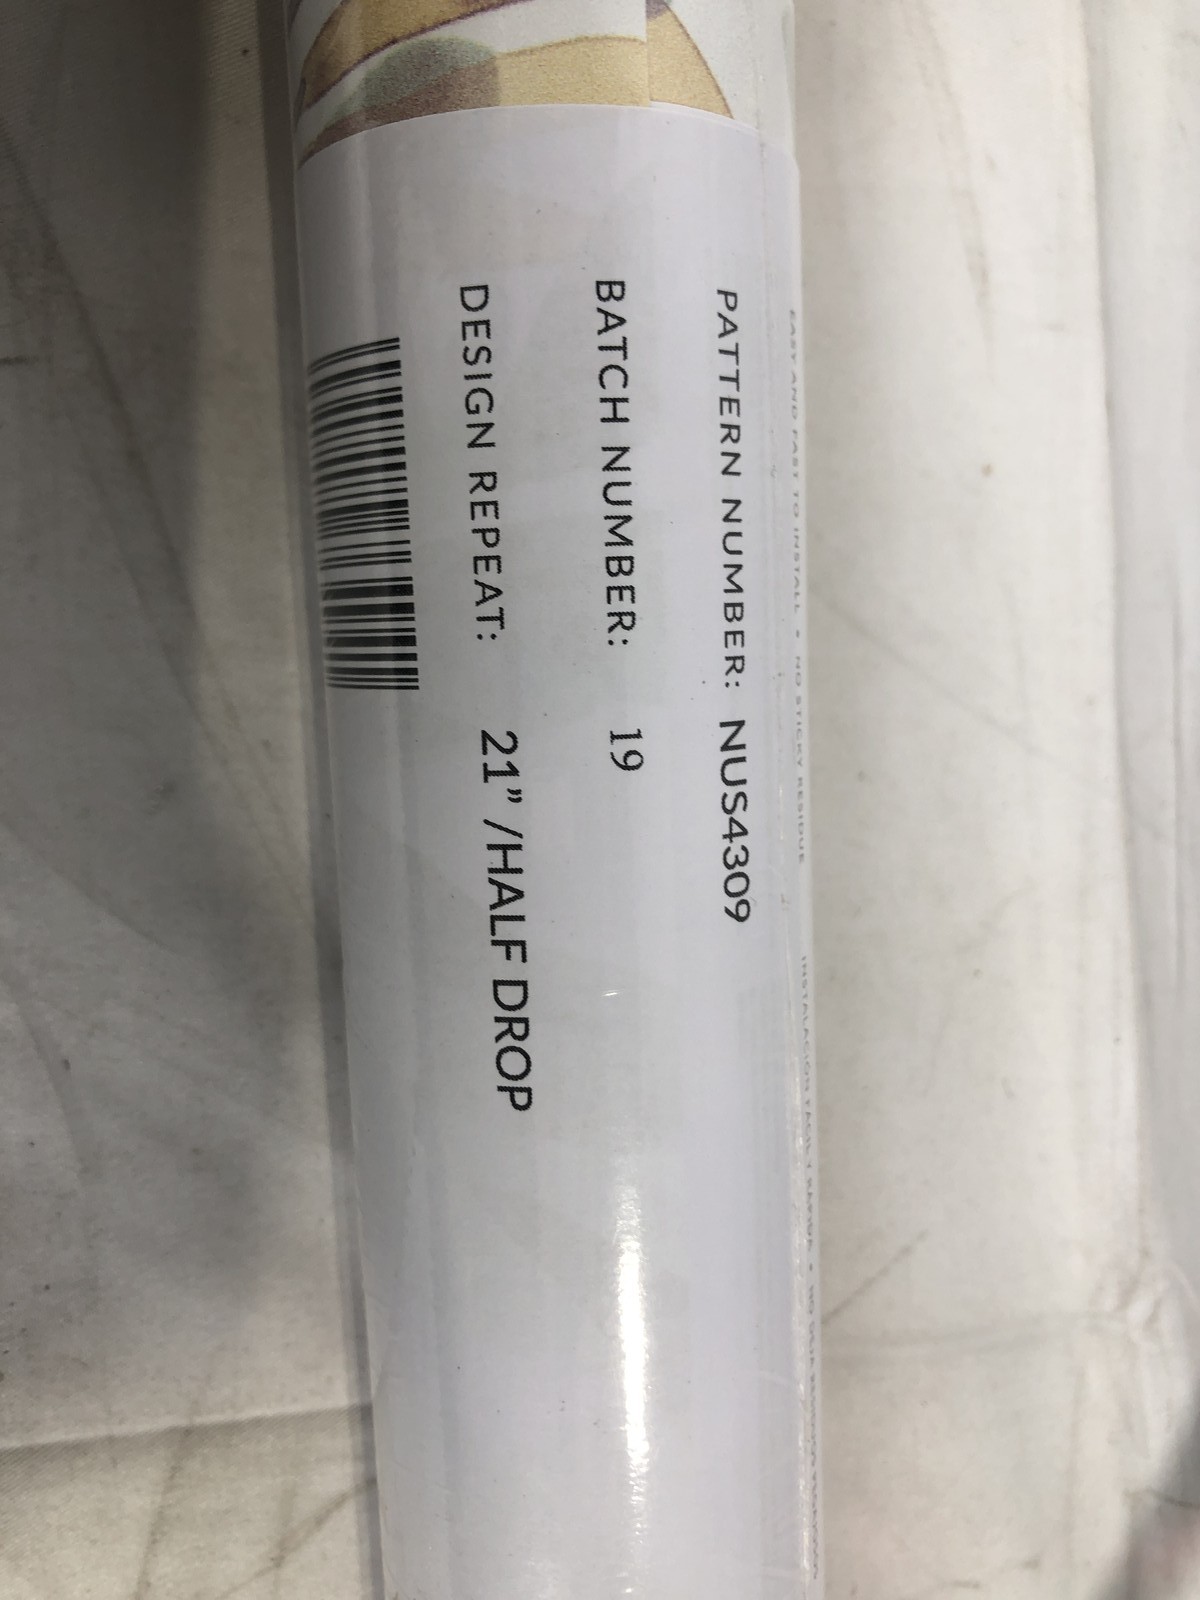 EASY AND FAST TO INSTALL • NO STICKY RESIDUE
PATTERN NUMBER: NUS4309
BATCH NUMBER: 19
DESIGN REPEAT: 21” /HALF DROP